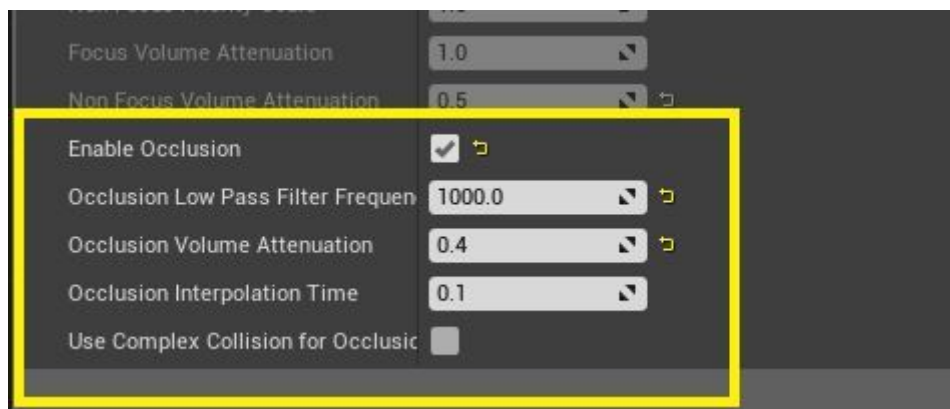 Focus Volume Attenuation 1.0
Non Focus Volume Attenuation 0.5
Enable Occlusion
Occlusion Low Pass Filter Frequen 1000.0
Occlusion Volume Attenuation 0.4
Occlusion Interpolation Time 0.1
Use Complex Collision for Occlusic